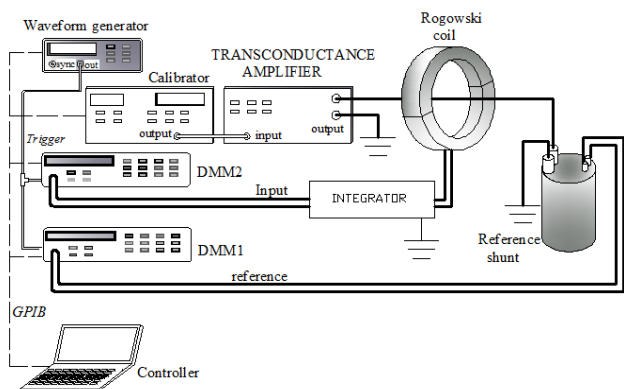 Waveform generator
sync out
Calibrator
output
TRANSCONDUCTANCE
AMPLIFIER
input
output
Rogowski
coil
Trigger
DMM2
Input
INTEGRATOR
Reference
shunt
DMM1
reference
GPIB
Controller